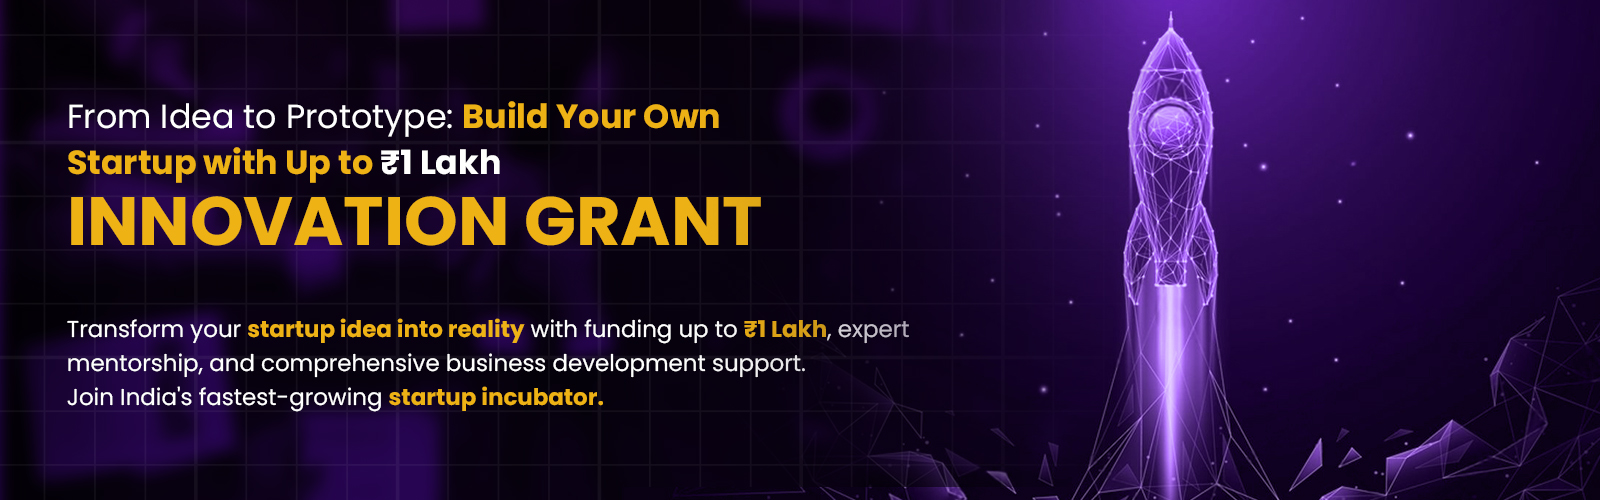 From Idea to Prototype: Build Your Own
Startup with Up to ₹1 Lakh
INNOVATION GRANT
Transform your startup idea into reality with funding up to ₹1 Lakh, expert
mentorship, and comprehensive business development support.
Join India's fastest-growing startup incubator.